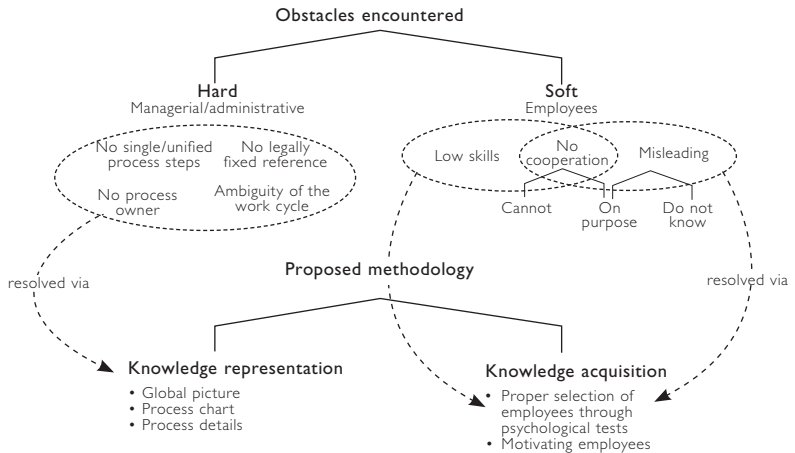 Obstacles encountered
Hard
Managerial/administrative
Soft
Employees
No single/unified
process steps
No legally
fixed reference
No process
owner
Ambiguity of the
work cycle
Low skills
No
cooperation
Misleading
Cannot
On
purpose
Do not
know
resolved via
Proposed methodology
resolved via
Knowledge representation
• Global picture
• Process chart
• Process details
Knowledge acquisition
• Proper selection of
employees through
psychological tests
• Motivating employees